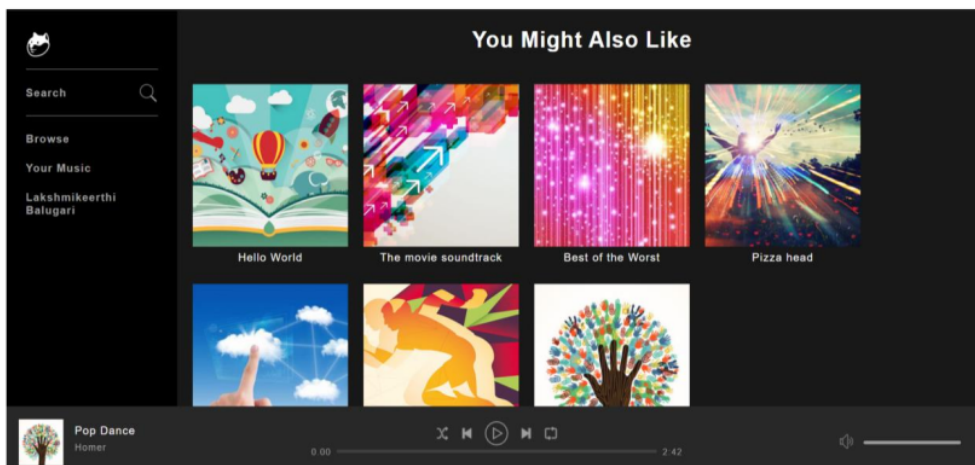 You Might Also Like
Search
Browse
Your Music
Lakshmikeerthi
Balugari
Hello World
The movie soundtrack
Best of the Worst
Pizza head
Pop Dance
Homer
0:00
2:42